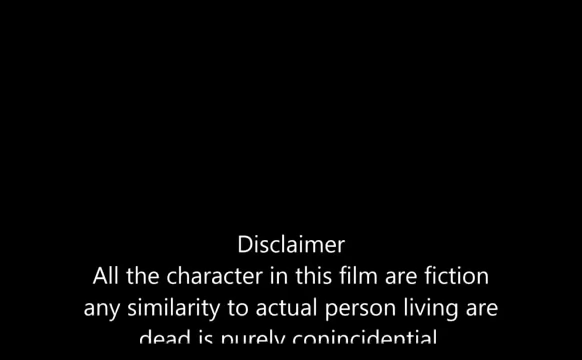 Disclaimer
All the character in this film are fiction
any similarity to actual person living are
dead is purely conincidential